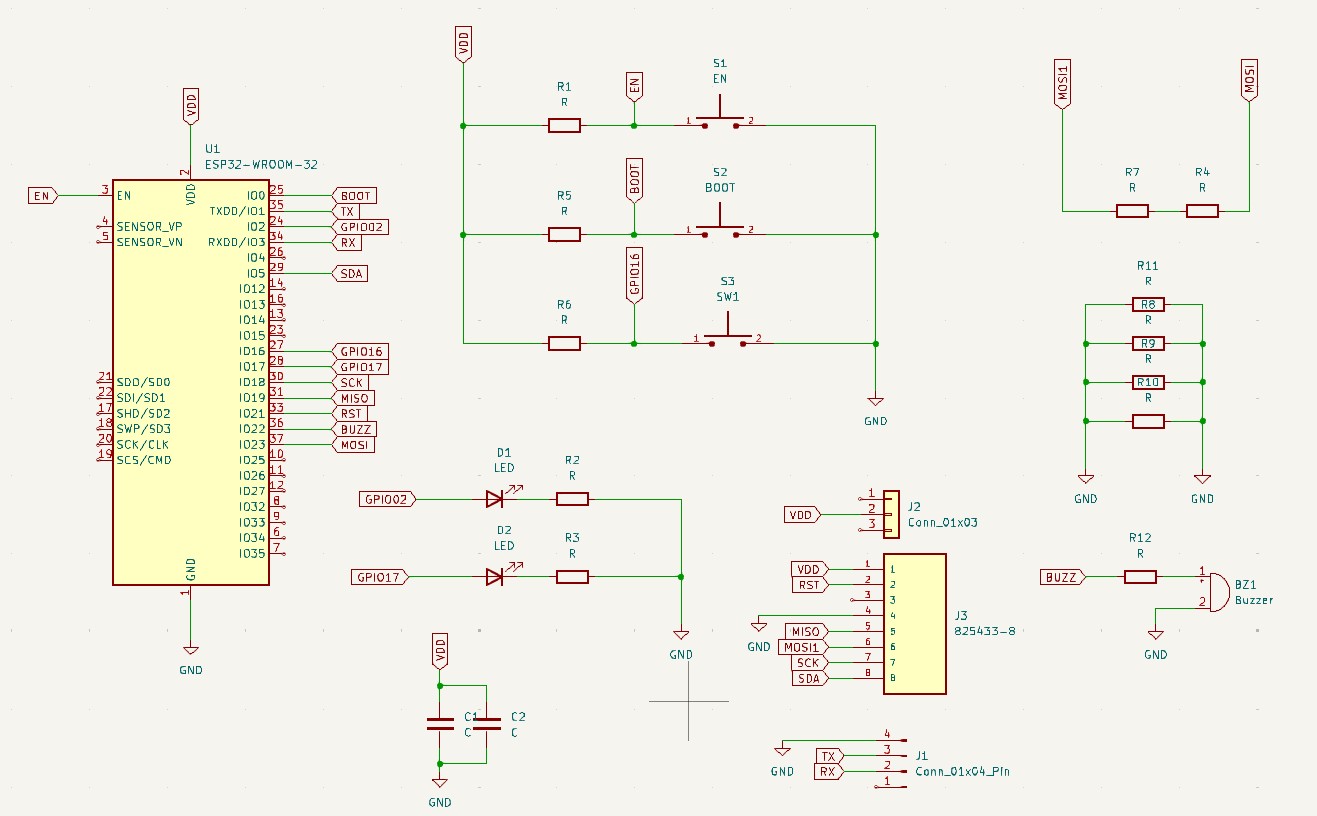 VDD
U1
ESP32-WROOM-32
2
VDD
EN
3
EN
4
SENSOR_VP
5
SENSOR_VN
21
SDO/SD0
22
SDI/SD1
17
SHD/SD2
18
SWP/SD3
20
SCK/CLK
19
SCS/CMD
IO0
25
BOOT
TXD0/IO1
35
TX
IO2
24
GPIO02
RXD0/IO3
34
RX
IO4
26
IO5
29
SDA
IO12
14
IO13
16
IO14
13
IO15
23
IO16
27
GPIO16
IO17
28
GPIO17
IO18
30
SCK
IO19
31
MISO
IO21
33
RST
IO22
36
BUZZ
IO23
37
MOSI
IO25
10
IO26
11
IO27
12
IO32
8
IO33
9
IO34
6
IO35
7
GND
1
GND
VDD
R1
R
EN
S1
EN
1
2
R5
R
BOOT
S2
BOOT
1
2
R6
R
GPIO16
S3
SW1
1
2
GND
MOSI1
MOSI
R7
R
R4
R
R11
R
R8
R
R9
R
R10
R
GND
GND
GPIO02
D1
LED
R2
R
GPIO17
D2
LED
R3
R
GND
VDD
C1
C
C2
C
GND
VDD
1
2
3
J2
Conn_01x03
VDD
1
1
RST
2
2
3
3
4
4
GND
MISO
5
5
MOSI1
6
6
SCK
7
7
SDA
8
8
J3
825433-8
GND
4
TX
3
RX
2
1
J1
Conn_01x04_Pin
BUZZ
R12
R
1
+
2
BZ1
Buzzer
GND